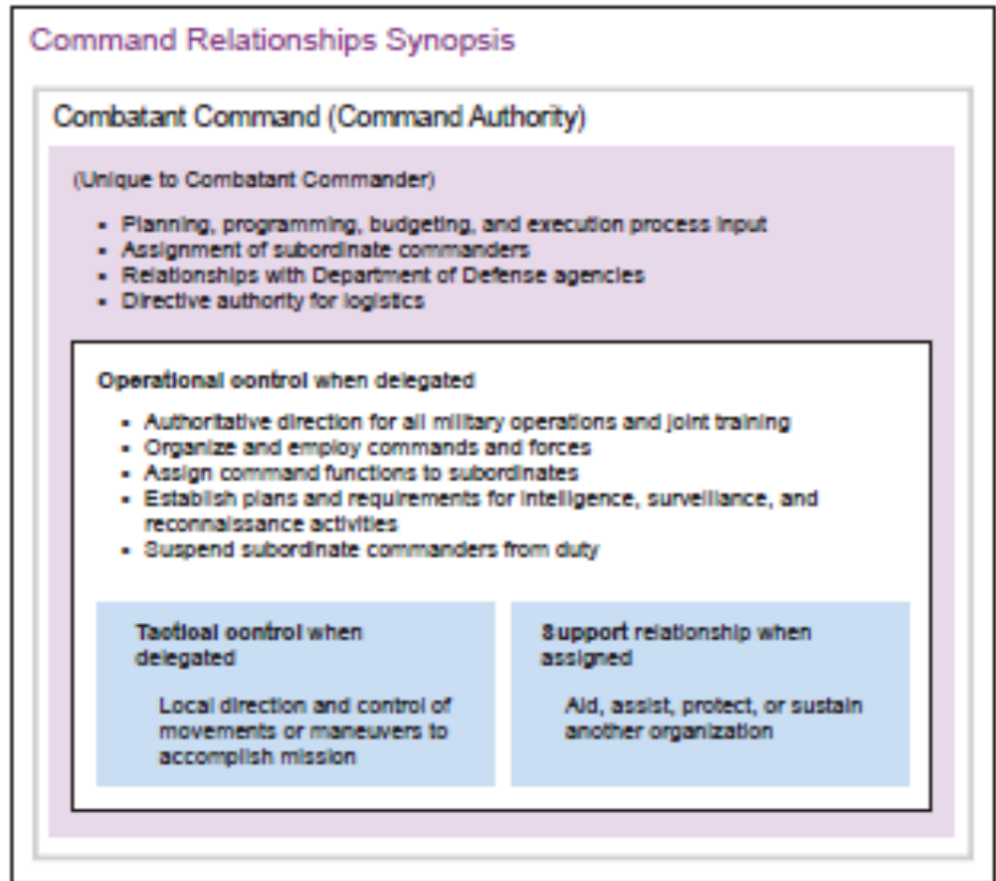 Command Relationships Synopsis
Combatant Command (Command Authority)
(Unique to Combatant Commander)
▪ Planning, programming, budgeting, and execution process input
▪ Assignment of subordinate commanders
▪ Relationships with Department of Defense agencies
▪ Directive authority for logistics
Operational control when delegated
▪ Authoritative direction for all military operations and joint training
▪ Organize and employ commands and forces
▪ Assign command functions to subordinates
▪ Establish plans and requirements for intelligence, surveillance, and
reconnaissance activities
▪ Suspend subordinate commanders from duty
Tactical control when
delegated
Local direction and control of
movements or maneuvers to
accomplish mission
Support relationship when
assigned
Aid, assist, protect, or sustain
another organization